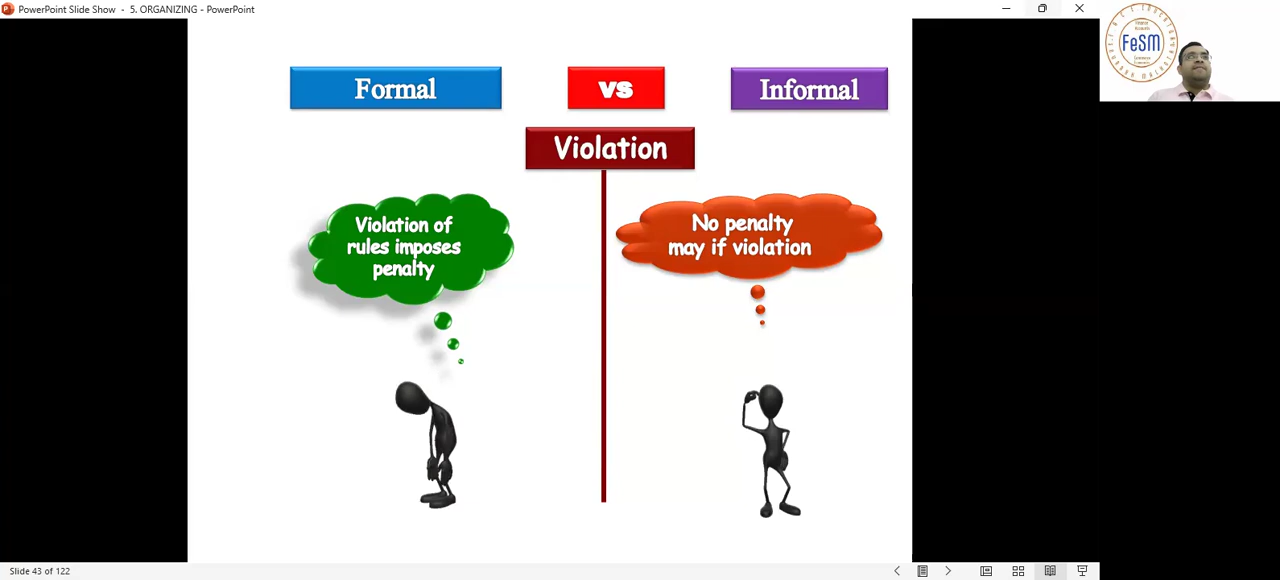 PowerPoint Slide Show - 5. ORGANIZING - PowerPoint
FeSM
Formal
vs
Informal
Violation
Violation of
rules imposes
penalty
No penalty
may if violation
Slide 43 of 122